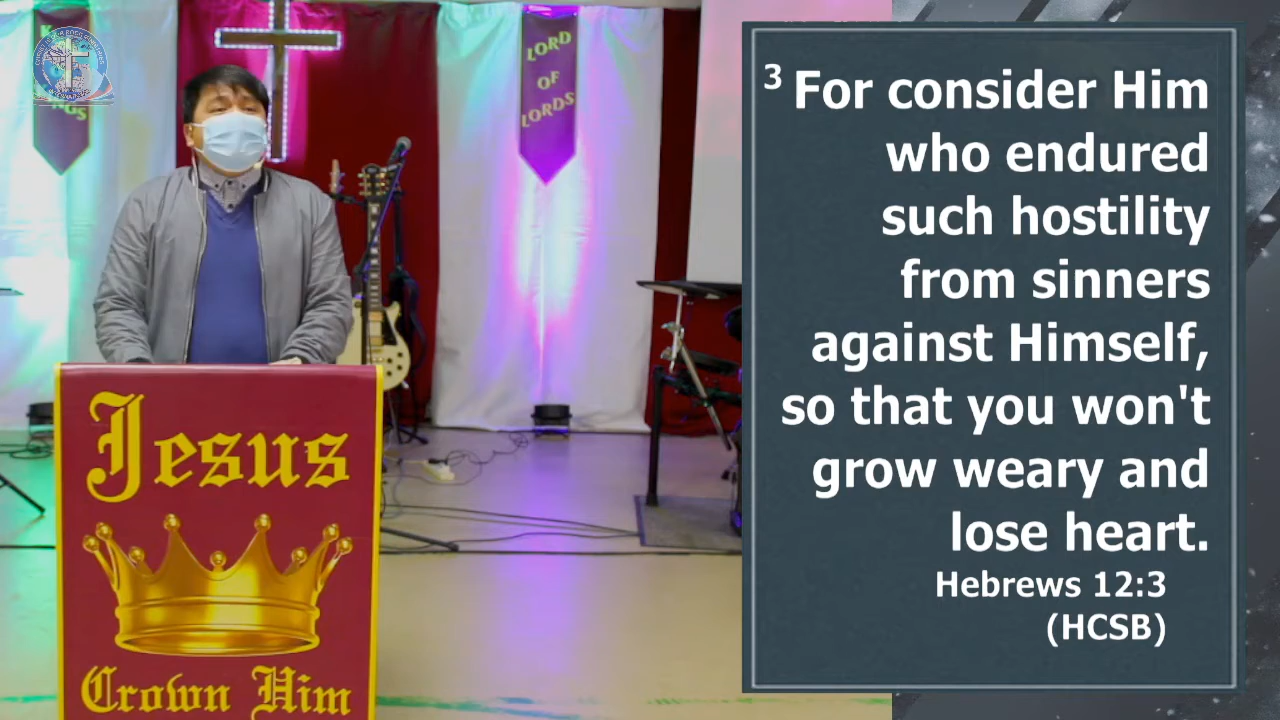 LORD
OF
LORDS
Jesus
Crown Him
3 For consider Him
who endured
such hostility
from sinners
against Himself,
so that you won't
grow weary and
lose heart.
Hebrews 12:3
(HCSB)